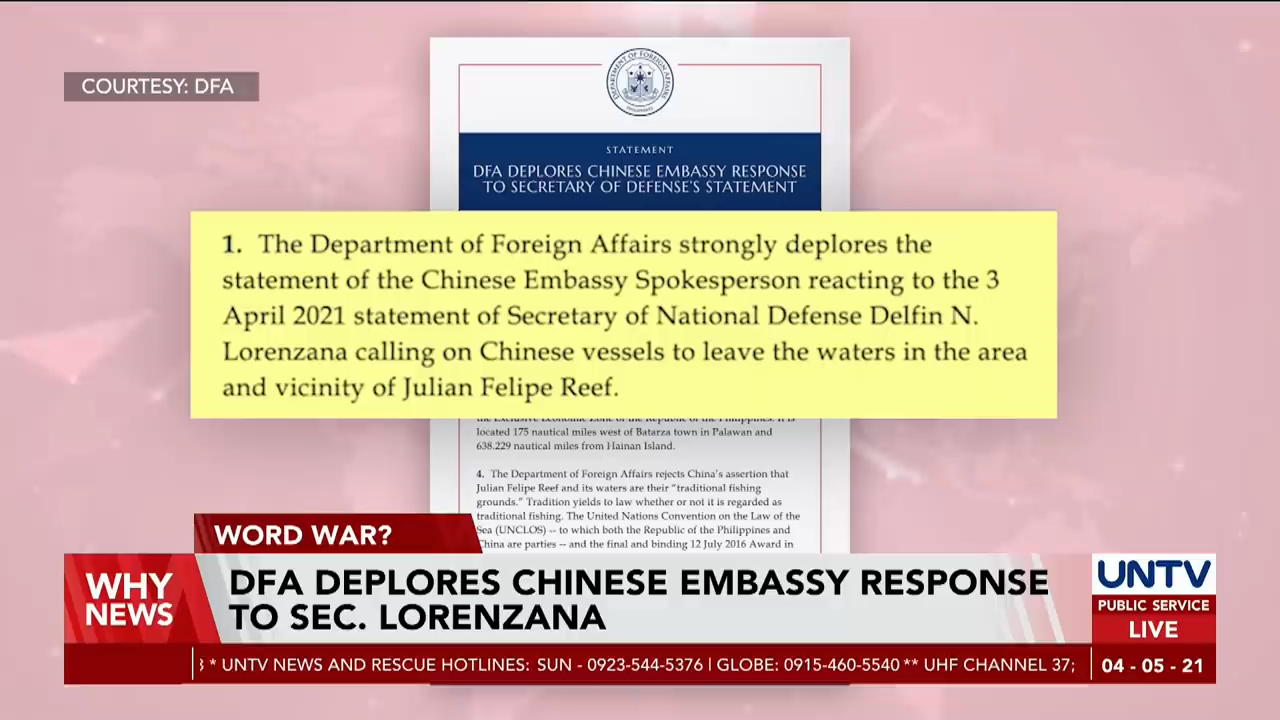 COURTESY: DFA
DEPARTMENT OF FOREIGN AFFAIRS
PHILIPPINES
STATEMENT
DFA DEPLORES CHINESE EMBASSY RESPONSE
TO SECRETARY OF DEFENSE'S STATEMENT
1. The Department of Foreign Affairs strongly deplores the
statement of the Chinese Embassy Spokesperson reacting to the 3
April 2021 statement of Secretary of National Defense Delfin N.
Lorenzana calling on Chinese vessels to leave the waters in the area
and vicinity of Julian Felipe Reef.
the Exclusive Economic Zone of the Republic of the Philippines. It is
located 175 nautical miles west of Batarza town in Palawan and
638.229 nautical miles from Hainan Island.
4. The Department of Foreign Affairs rejects China's assertion that
Julian Felipe Reef and its waters are their "traditional fishing
grounds." Tradition yields to law whether or not it is regarded as
traditional fishing. The United Nations Convention on the Law of the
Sea (UNCLOS) -- to which both the Republic of the Philippines and
China are parties -- and the final and binding 12 July 2016 Award in
WORD WAR?
WHY
NEWS
DFA DEPLORES CHINESE EMBASSY RESPONSE
TO SEC. LORENZANA
UNTV
PUBLIC SERVICE
LIVE
* UNTV NEWS AND RESCUE HOTLINES: SUN - 0923-544-5376 | GLOBE: 0915-460-5540 ** UHF CHANNEL 37;
04 - 05 - 21